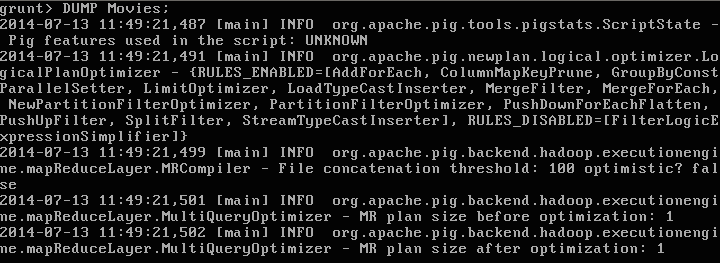 grunt> DUMP Movies;
2014-07-13 11:49:21,487 [main] INFO  org.apache.pig.tools.pigstats.ScriptState -
 Pig features used in the script: UNKNOWN
2014-07-13 11:49:21,491 [main] INFO  org.apache.pig.newplan.logical.optimizer.Lo
gicalPlanOptimizer - {RULES_ENABLED=[AddForEach, ColumnMapKeyPrune, GroupByConst
ParallelSetter, LimitOptimizer, LoadTypeCastInserter, MergeFilter, MergeForEach,
 NewPartitionFilterOptimizer, PartitionFilterOptimizer, PushDownForEachFlatten,
PushUpFilter, SplitFilter, StreamTypeCastInserter], RULES_DISABLED=[FilterLogicE
xpressionSimplifier]}
2014-07-13 11:49:21,499 [main] INFO  org.apache.pig.backend.hadoop.executionengi
ne.mapReduceLayer.MRCompiler - File concatenation threshold: 100 optimistic? fal
se
2014-07-13 11:49:21,501 [main] INFO  org.apache.pig.backend.hadoop.executionengi
ne.mapReduceLayer.MultiQueryOptimizer - MR plan size before optimization: 1
2014-07-13 11:49:21,502 [main] INFO  org.apache.pig.backend.hadoop.executionengi
ne.mapReduceLayer.MultiQueryOptimizer - MR plan size after optimization: 1